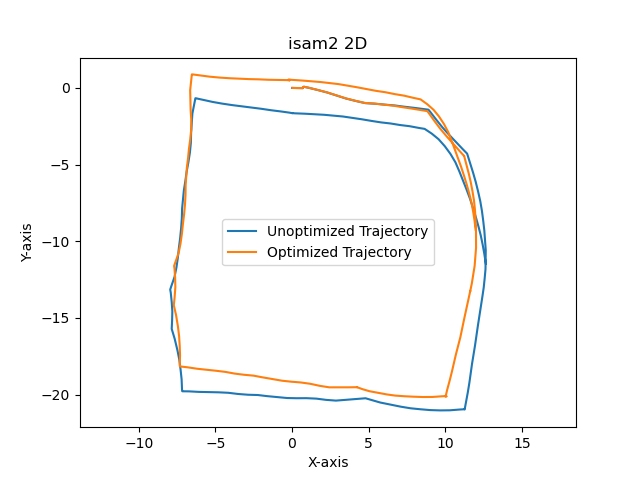 isam2 2D
0
−5
−10
−15
−20
Y-axis
Unoptimized Trajectory
Optimized Trajectory
−10 −5 0 5 10 15
X-axis